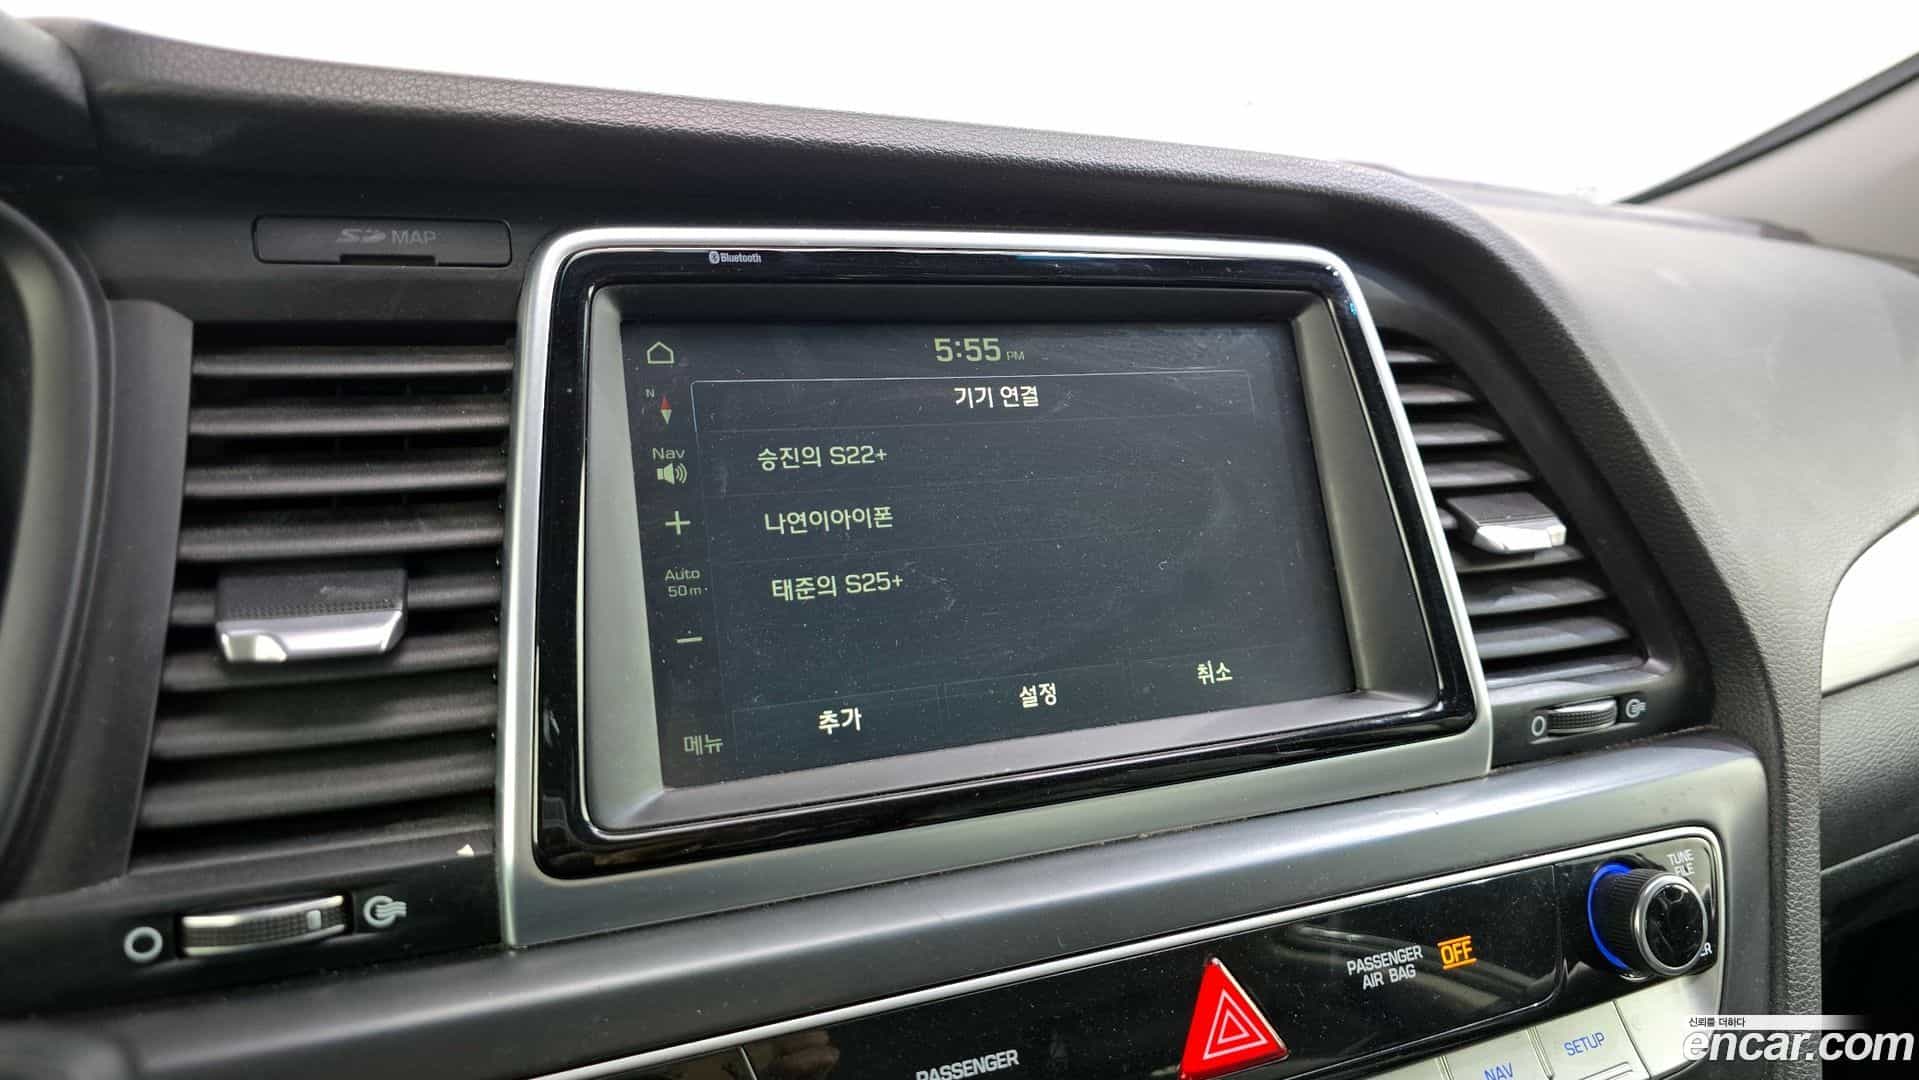 SD MAP
Bluetooth
5:55 PM
N
기기 연결
Nav
승진의 S22+
나연이아이폰
Auto
50m
태준의 S25+
메뉴
추가
설정
취소
TUNE
FILE
PASSENGER
AIR BAG
OFF
PASSENGER
NAV
SETUP
신뢰를 더하다
encar.com